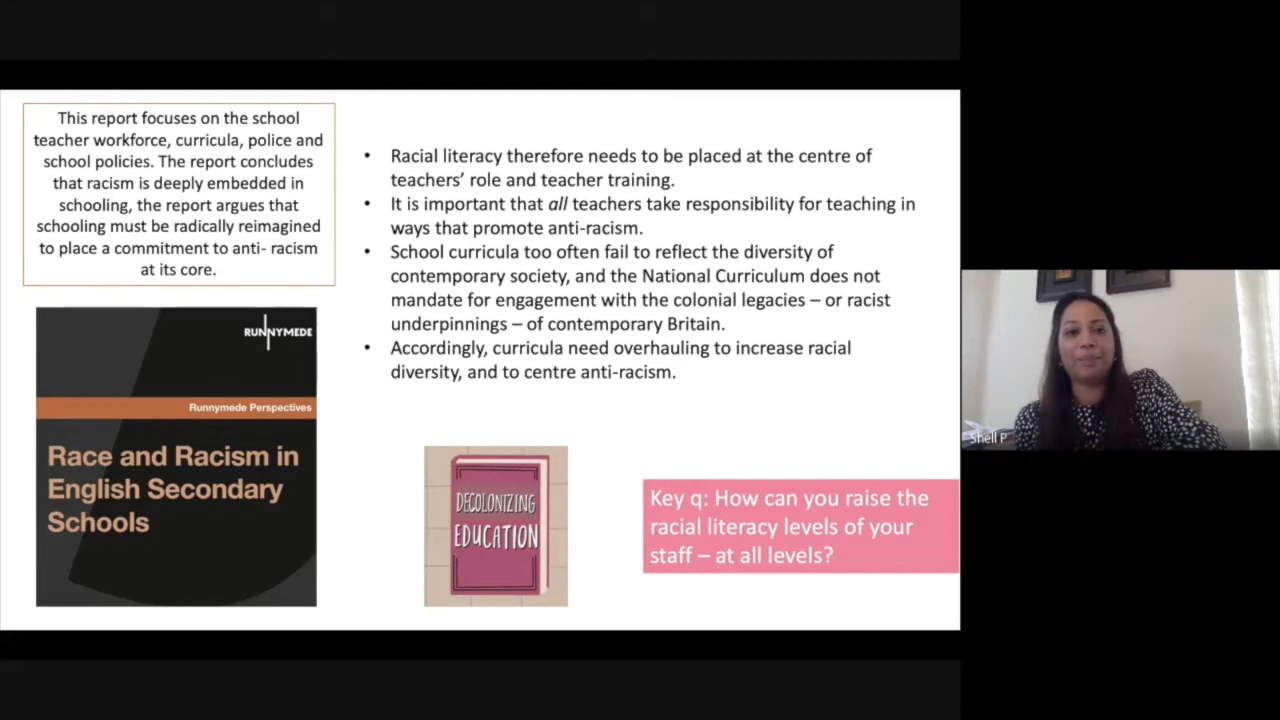 This report focuses on the school
teacher workforce, curricula, police and
school policies. The report concludes
that racism is deeply embedded in
schooling, the report argues that
schooling must be radically reimagined
to place a commitment to anti- racism
at its core.
RUNNYMEDE
Runnymede Perspectives
Race and Racism in
English Secondary
Schools
• Racial literacy therefore needs to be placed at the centre of
teachers’ role and teacher training.
• It is important that all teachers take responsibility for teaching in
ways that promote anti-racism.
• School curricula too often fail to reflect the diversity of
contemporary society, and the National Curriculum does not
mandate for engagement with the colonial legacies – or racist
underpinnings – of contemporary Britain.
• Accordingly, curricula need overhauling to increase racial
diversity, and to centre anti-racism.
DECOLONIZING
EDUCATION
Key q: How can you raise the
racial literacy levels of your
staff – at all levels?
Shell P